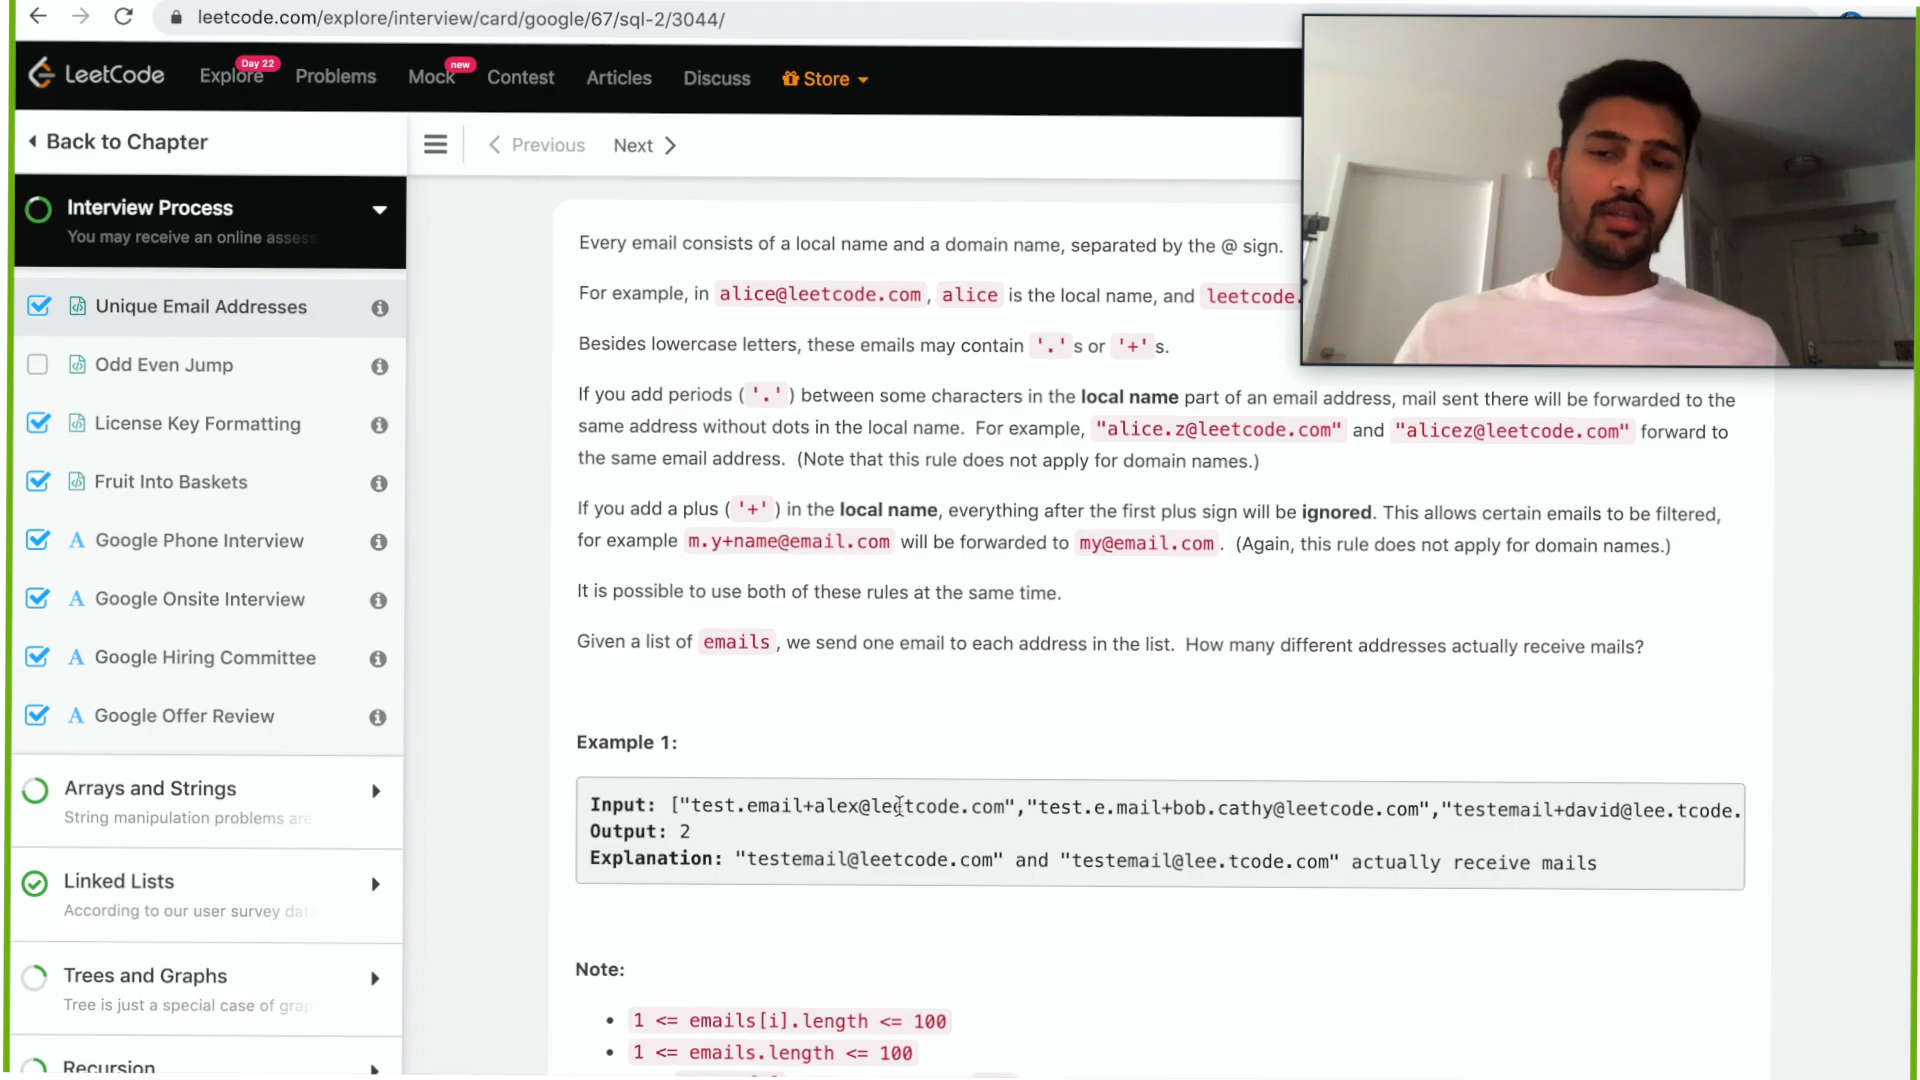 leetcode.com/explore/interview/card/google/67/sql-2/3044/
LeetCode Explore Day 22 Problems Mock new Contest Articles Discuss Store
Back to Chapter
Previous Next
Interview Process
You may receive an online assess
Unique Email Addresses
Odd Even Jump
License Key Formatting
Fruit Into Baskets
Google Phone Interview
Google Onsite Interview
Google Hiring Committee
Google Offer Review
Arrays and Strings
String manipulation problems are
Linked Lists
According to our user survey data
Trees and Graphs
Tree is just a special case of grap
Recursion
Every email consists of a local name and a domain name, separated by the @ sign.
For example, in alice@leetcode.com, alice is the local name, and leetcode.
Besides lowercase letters, these emails may contain '.'s or '+'s.
If you add periods ('.') between some characters in the local name part of an email address, mail sent there will be forwarded to the
same address without dots in the local name. For example, "alice.z@leetcode.com" and "alicez@leetcode.com" forward to
the same email address. (Note that this rule does not apply for domain names.)
If you add a plus ('+') in the local name, everything after the first plus sign will be ignored. This allows certain emails to be filtered,
for example m.y+name@email.com will be forwarded to my@email.com. (Again, this rule does not apply for domain names.)
It is possible to use both of these rules at the same time.
Given a list of emails, we send one email to each address in the list. How many different addresses actually receive mails?
Example 1:
Input: ["test.email+alex@leetcode.com","test.e.mail+bob.cathy@leetcode.com","testemail+david@lee.tcode.
Output: 2
Explanation: "testemail@leetcode.com" and "testemail@lee.tcode.com" actually receive mails
Note:
1 <= emails[i].length <= 100
1 <= emails.length <= 100